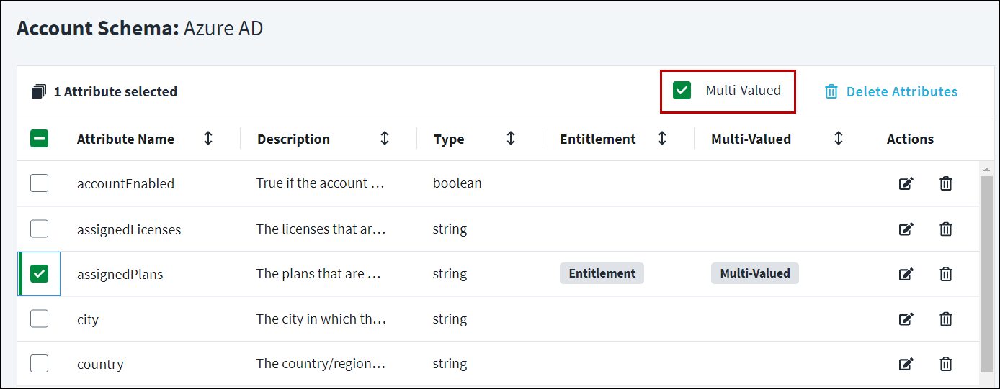 Account Schema: Azure AD
1 Attribute selected Multi-Valued Delete Attributes
Attribute Name Description Type Entitlement Multi-Valued Actions
accountEnabled True if the account ... boolean
assignedLicenses The licenses that ar... string
assignedPlans The plans that are ... string Entitlement Multi-Valued
city The city in which th... string
country The country/region... string